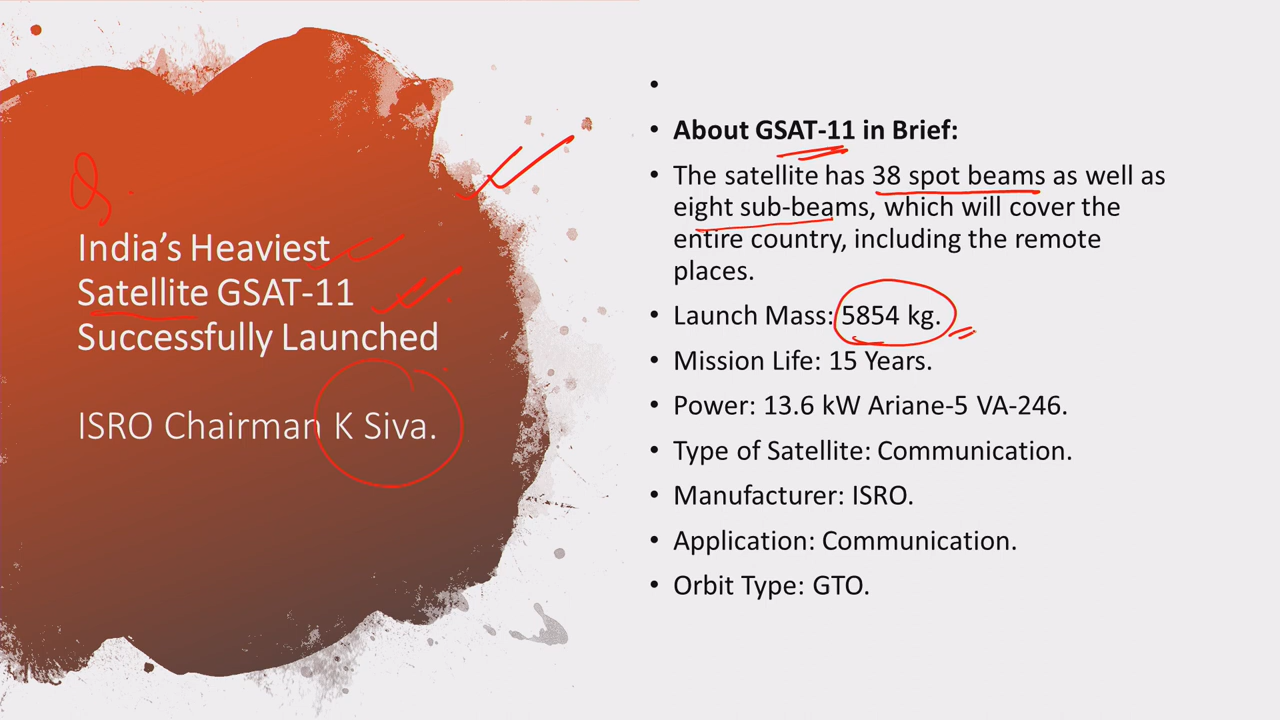 Q.
India's Heaviest
Satellite GSAT-11
Successfully Launched
ISRO Chairman K Siva.
•
• About GSAT-11 in Brief:
• The satellite has 38 spot beams as well as
eight sub-beams, which will cover the
entire country, including the remote
places.
• Launch Mass: 5854 kg.
• Mission Life: 15 Years.
• Power: 13.6 kW Ariane-5 VA-246.
• Type of Satellite: Communication.
• Manufacturer: ISRO.
• Application: Communication.
• Orbit Type: GTO.